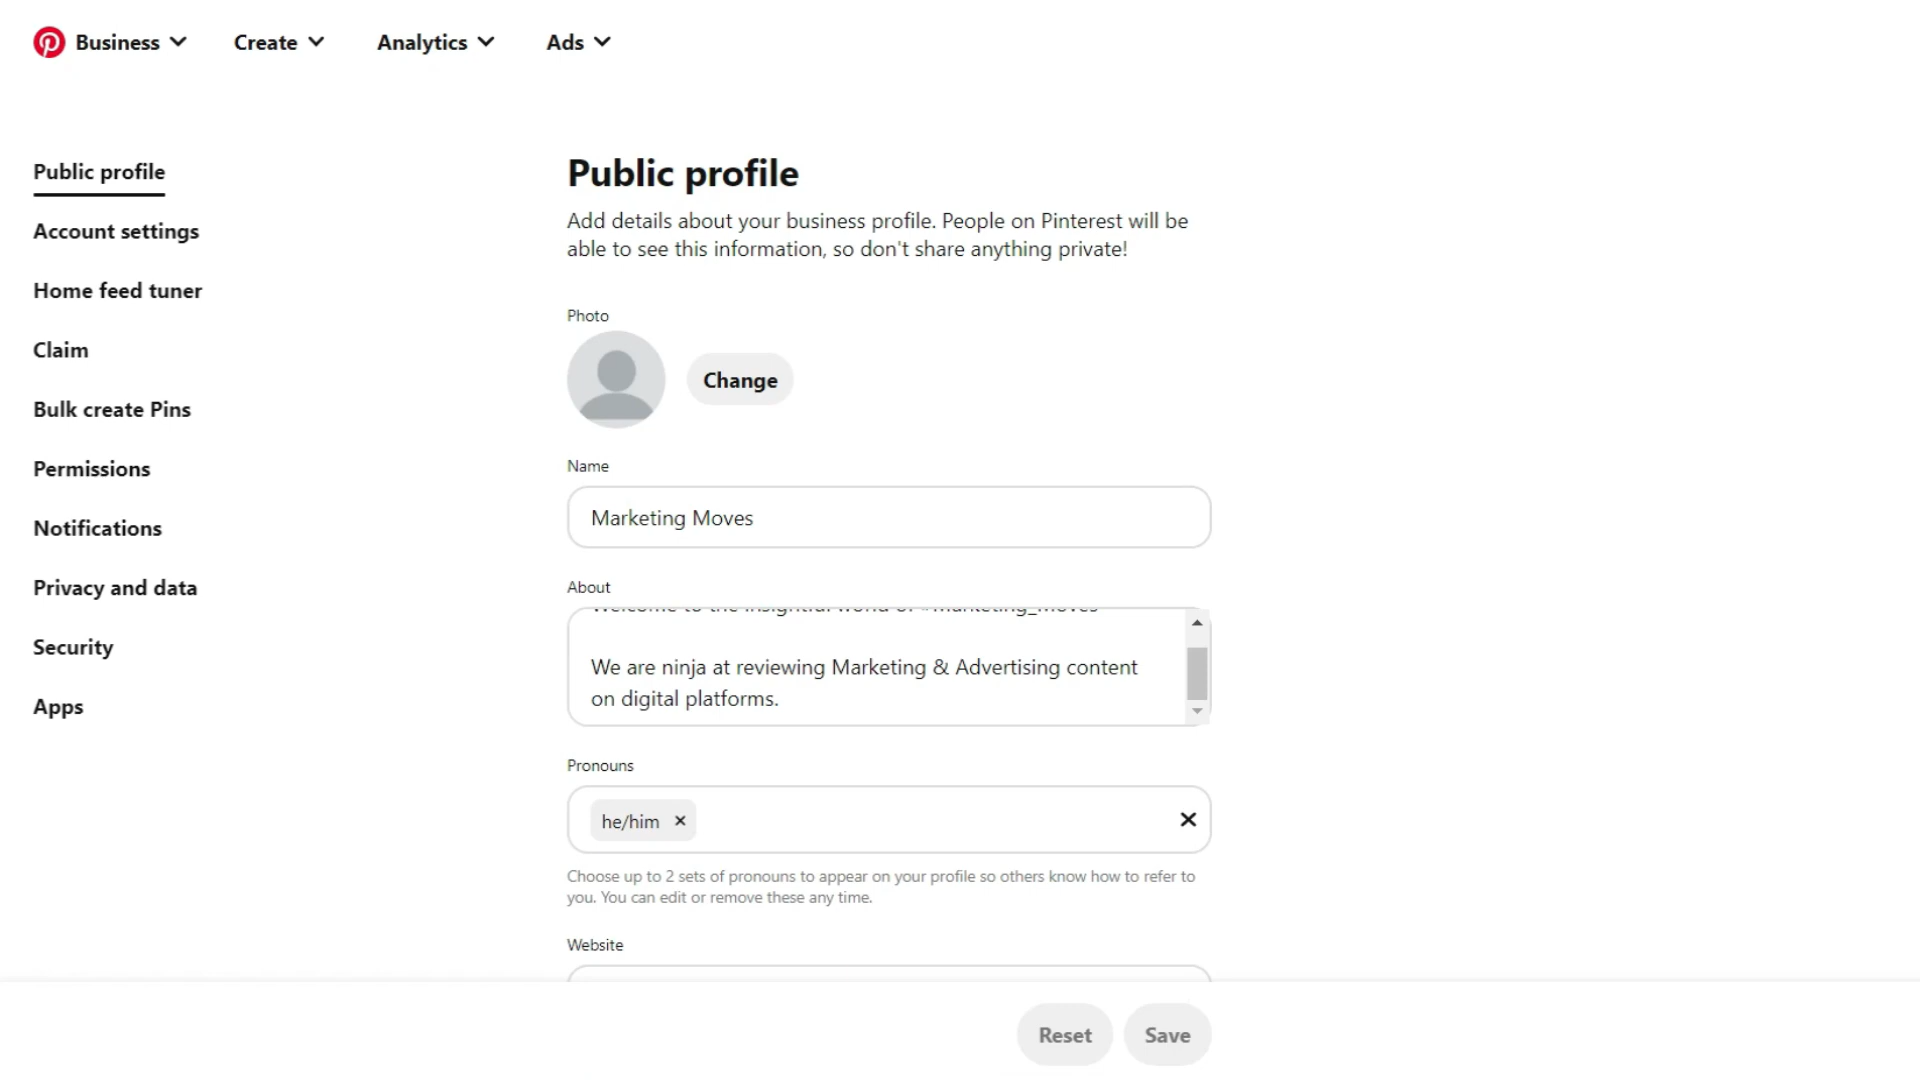 Business
Create
Analytics
Ads
Public profile
Account settings
Home feed tuner
Claim
Bulk create Pins
Permissions
Notifications
Privacy and data
Security
Apps
Public profile
Add details about your business profile. People on Pinterest will be
able to see this information, so don't share anything private!
Photo
Change
Name
Marketing Moves
About
We are ninja at reviewing Marketing & Advertising content
on digital platforms.
Pronouns
he/him
Choose up to 2 sets of pronouns to appear on your profile so others know how to refer to
you. You can edit or remove these any time.
Website
Reset
Save